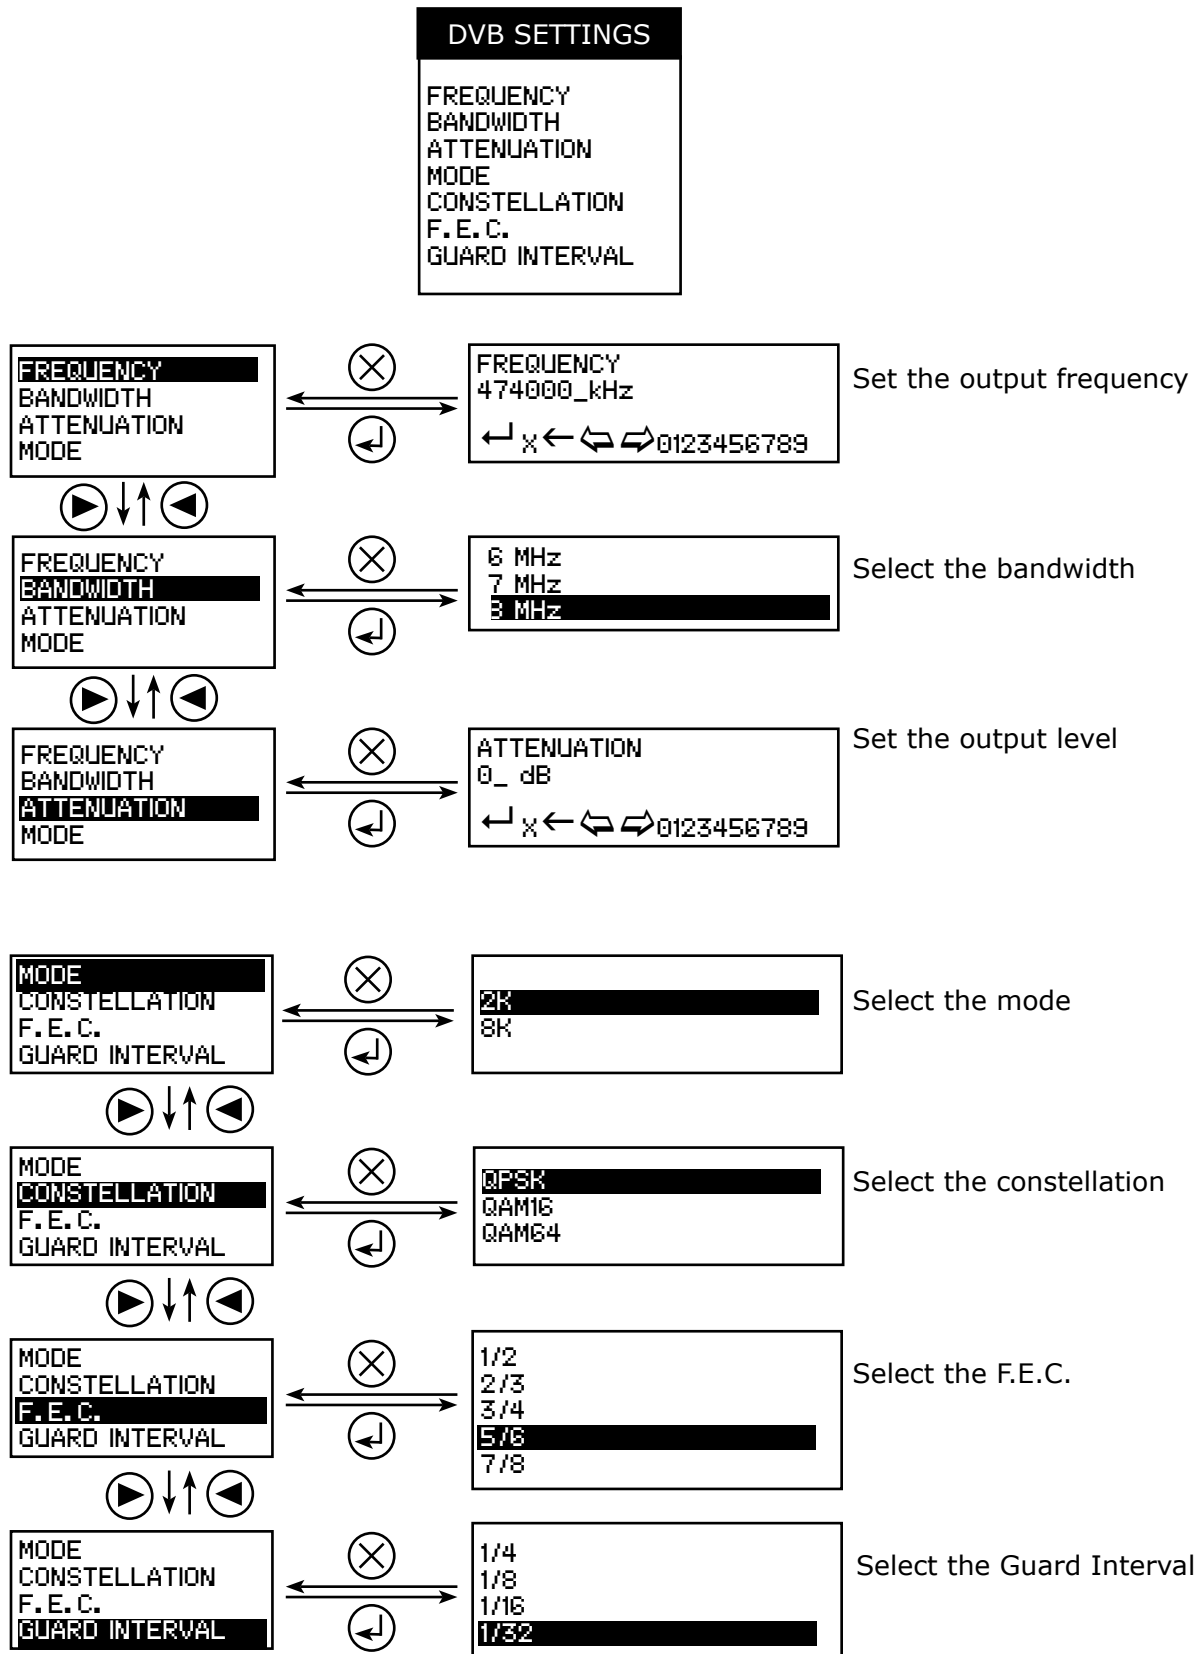 DVB SETTINGS
FREQUENCY
BANDWIDTH
ATTENUATION
MODE
CONSTELLATION
F.E.C.
GUARD INTERVAL
FREQUENCY
BANDWIDTH
ATTENUATION
MODE
FREQUENCY
474000_kHz
↵ x ← ⇦ ⇨ 0123456789
Set the output frequency
FREQUENCY
BANDWIDTH
ATTENUATION
MODE
6 MHz
7 MHz
8 MHz
Select the bandwidth
FREQUENCY
BANDWIDTH
ATTENUATION
MODE
ATTENUATION
0_ dB
↵ x ← ⇦ ⇨ 0123456789
Set the output level
MODE
CONSTELLATION
F.E.C.
GUARD INTERVAL
2K
8K
Select the mode
MODE
CONSTELLATION
F.E.C.
GUARD INTERVAL
QPSK
QAM16
QAM64
Select the constellation
MODE
CONSTELLATION
F.E.C.
GUARD INTERVAL
1/2
2/3
3/4
5/6
7/8
Select the F.E.C.
MODE
CONSTELLATION
F.E.C.
GUARD INTERVAL
1/4
1/8
1/16
1/32
Select the Guard Interval